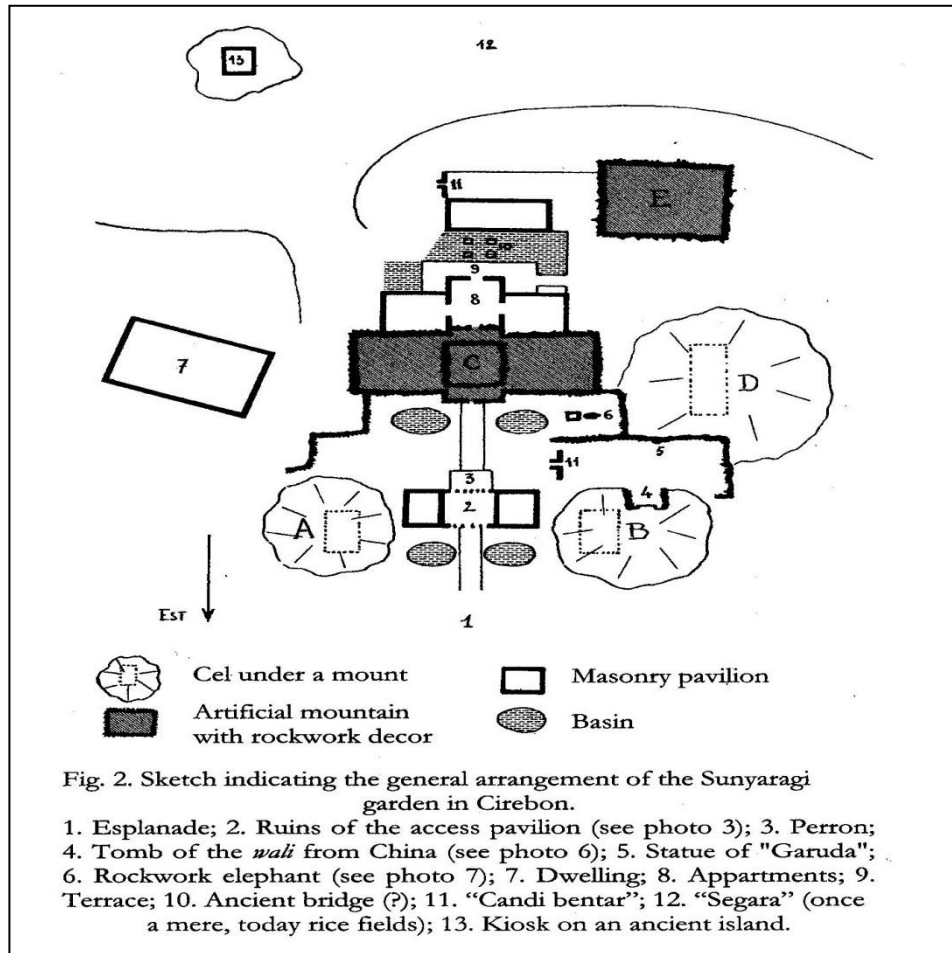 13
12
11
E
10
9
8
C
7
D
6
5
11
3
4
2
A
B
EST
1
Cel under a mount
Masonry pavilion
Artificial mountain
with rockwork decor
Basin
Fig. 2. Sketch indicating the general arrangement of the Sunyaragi
garden in Cirebon.
1. Esplanade; 2. Ruins of the access pavilion (see photo 3); 3. Perron;
4. Tomb of the wali from China (see photo 6); 5. Statue of "Garuda";
6. Rockwork elephant (see photo 7); 7. Dwelling; 8. Appartments; 9.
Terrace; 10. Ancient bridge (?); 11. “Candi bentar”; 12. “Segara” (once
a mere, today rice fields); 13. Kiosk on an ancient island.